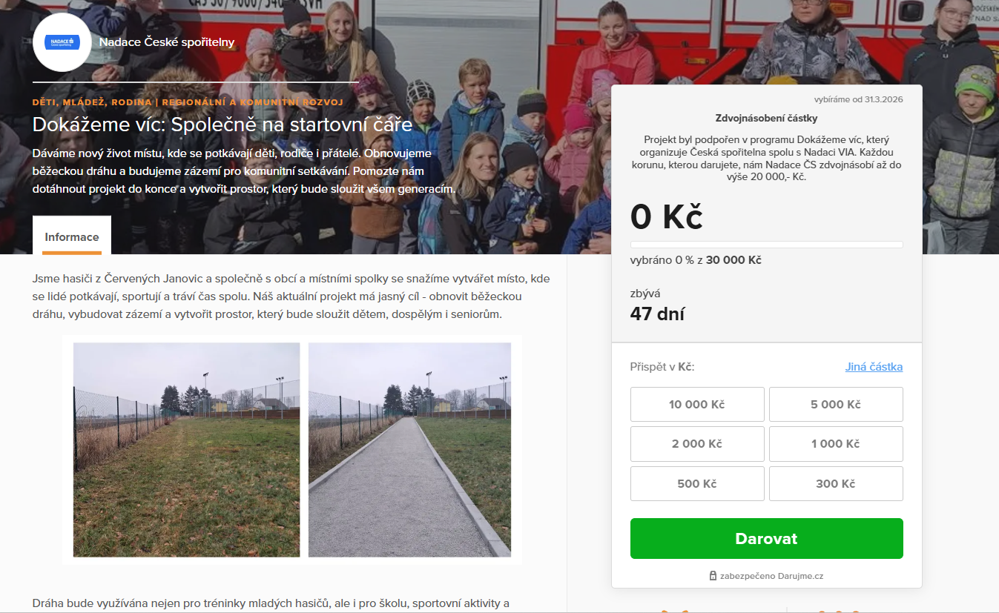 NADACE
Nadace České spořitelny
DĚTI, MLÁDEŽ, RODINA | REGIONÁLNÍ A KOMUNITNÍ ROZVOJ
Dokážeme víc: Společně na startovní čáře
Dáváme nový život místu, kde se potkávají děti, rodiče i přátelé. Obnovujeme
běžeckou dráhu a budujeme zázemí pro komunitní setkávání. Pomozte nám
dotáhnout projekt do konce a vytvořit prostor, který bude sloužit všem generacím.
Informace
Jsme hasiči z Červených Janovic a společně s obcí a místními spolky se snažíme vytvářet místo, kde
se lidé potkávají, sportují a tráví čas spolu. Náš aktuální projekt má jasný cíl - obnovit běžeckou
dráhu, vybudovat zázemí a vytvořit prostor, který bude sloužit dětem, dospělým i seniorům.
Dráha bude využívána nejen pro tréninky mladých hasičů, ale i pro školu, sportovní aktivity a
vybíráme od 31.3.2026
Zdvojnásobení částky
Projekt byl podpořen v programu Dokážeme víc, který
organizuje Česká spořitelna spolu s Nadací VIA. Každou
korunu, kterou darujete, nám Nadace ČS zdvojnásobí až do
výše 20 000,- Kč.
0 Kč
vybráno 0 % z 30 000 Kč
zbývá
47 dní
Přispět v Kč:
Jiná částka
10 000 Kč
5 000 Kč
2 000 Kč
1 000 Kč
500 Kč
300 Kč
Darovat
zabezpečeno Darujme.cz